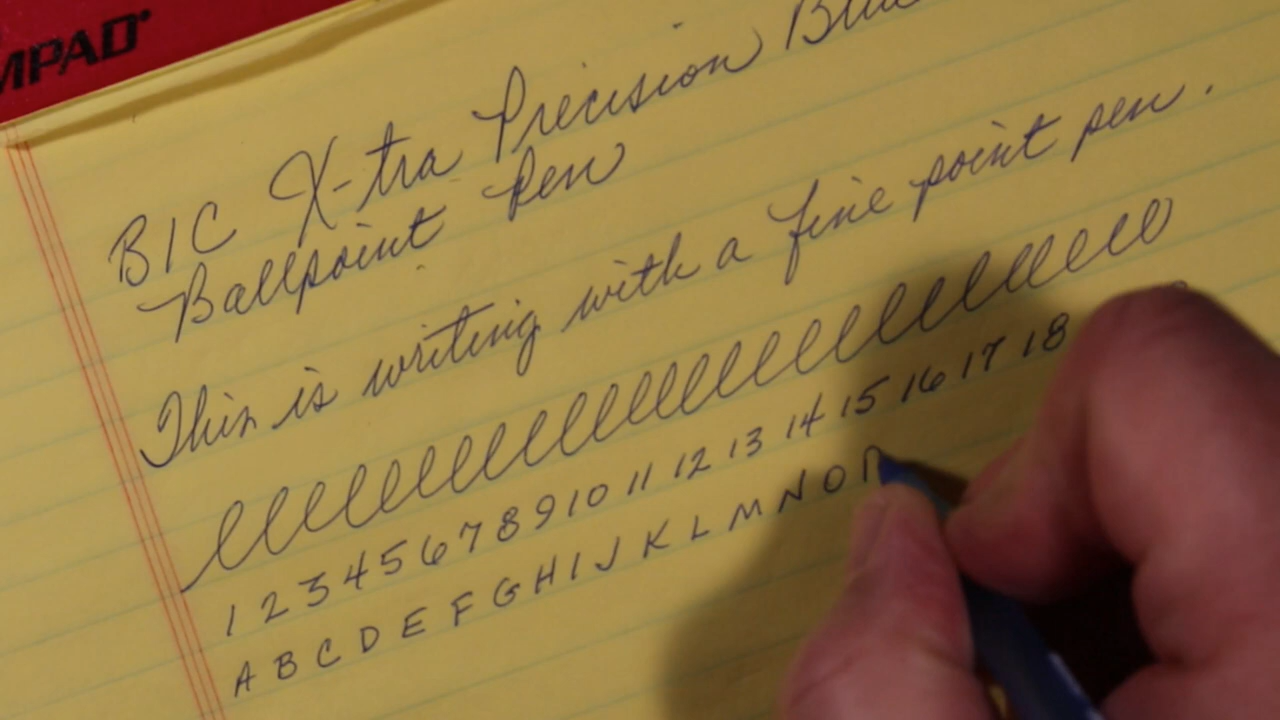 MPAD
BIC X-tra Precision
Ballpoint Pen
This is writing with a fine point pen.
1 2 3 4 5 6 7 8 9 10 11 12 13 14 15 16 17 18
A B C D E F G H I J K L M N O